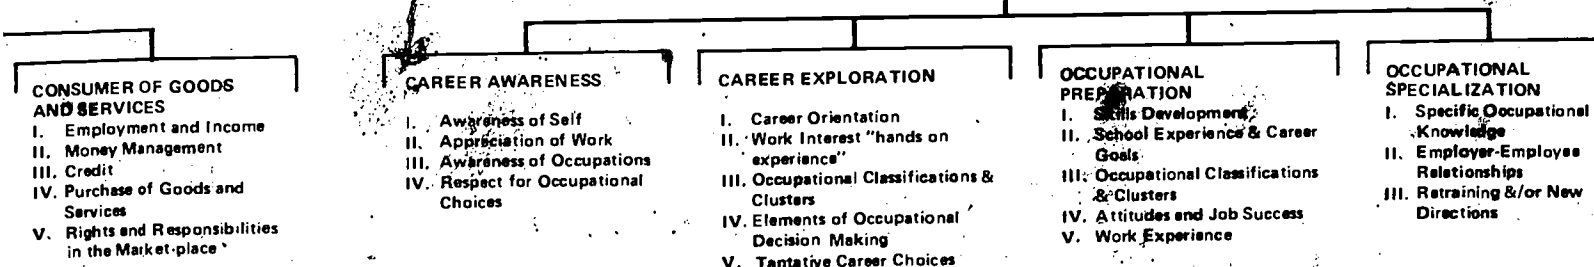 CONSUMER OF GOODS
AND SERVICES
I. Employment and Income
II. Money Management
III. Credit
IV. Purchase of Goods and
Services
V. Rights and Responsibilities
in the Market-place
CAREER AWARENESS
I. Awareness of Self
II. Appreciation of Work
III. Awareness of Occupations
IV. Respect for Occupational
Choices
CAREER EXPLORATION
I. Career Orientation
II. Work Interest "hands on
experience"
III. Occupational Classifications &
Clusters
IV. Elements of Occupational
Decision Making
V. Tantative Career Choices
OCCUPATIONAL
PREPARATION
I. Skills Development
II. School Experience & Career
Goals
III. Occupational Classifications
& Clusters
IV. Attitudes and Job Success
V. Work Experience
OCCUPATIONAL
SPECIALIZATION
I. Specific Occupational
Knowledge
II. Employer-Employee
Relationships
III. Retraining &/or New
Directions